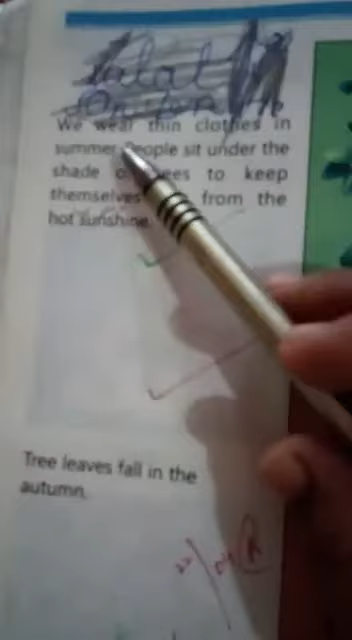 We wear thin clothes in
summer. People sit under the
shade trees to keep
themselves from the
hot sunshine
Tree leaves fall in the
autumn.